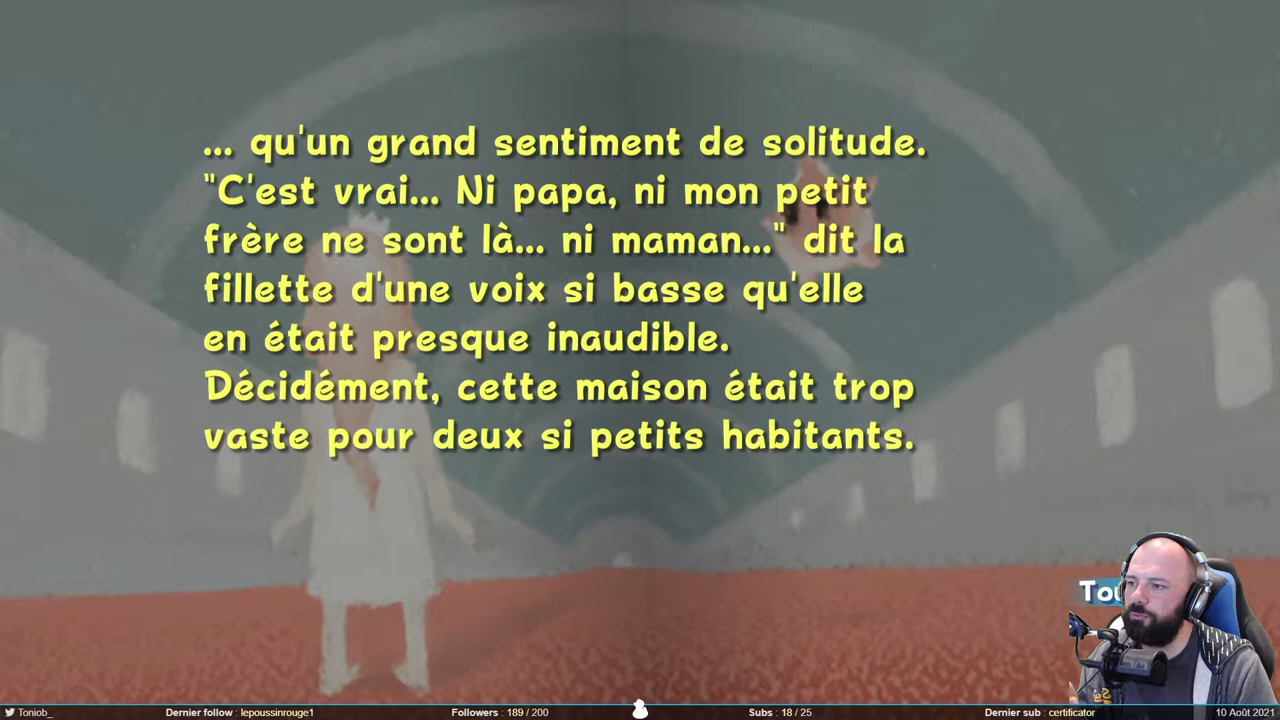 ... qu'un grand sentiment de solitude.
"C'est vrai... Ni papa, ni mon petit
frère ne sont là... ni maman..." dit la
fillette d'une voix si basse qu'elle
en était presque inaudible.
Décidément, cette maison était trop
vaste pour deux si petits habitants.
Toniob_
Dernier follow : lepoussinrouge1
Followers : 189 / 200
Subs : 18 / 25
Dernier sub : certificator
10 Août 2021